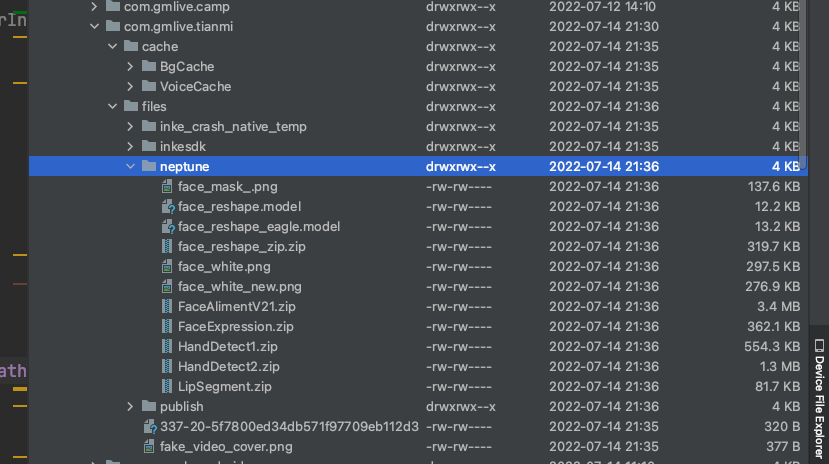 com.gmlive.camp drwxrwx--x 2022-07-12 14:10 4 KB
com.gmlive.tianmi drwxrwx--x 2022-07-14 21:30 4 KB
cache drwxrwx--x 2022-07-14 21:35 4 KB
BgCache drwxrwx--x 2022-07-14 21:35 4 KB
VoiceCache drwxrwx--x 2022-07-14 21:35 4 KB
files drwxrwx--x 2022-07-14 21:36 4 KB
inke_crash_native_temp drwxrwx--x 2022-07-14 21:36 4 KB
inkesdk drwxrwx--x 2022-07-14 21:35 4 KB
neptune drwxrwx--x 2022-07-14 21:36 4 KB
face_mask_.png -rw-rw---- 2022-07-14 21:36 137.6 KB
face_reshape.model -rw-rw---- 2022-07-14 21:36 12.2 KB
face_reshape_eagle.model -rw-rw---- 2022-07-14 21:36 13.2 KB
face_reshape_zip.zip -rw-rw---- 2022-07-14 21:36 319.7 KB
face_white.png -rw-rw---- 2022-07-14 21:36 297.5 KB
face_white_new.png -rw-rw---- 2022-07-14 21:36 276.9 KB
FaceAlimentV21.zip -rw-rw---- 2022-07-14 21:36 3.4 MB
FaceExpression.zip -rw-rw---- 2022-07-14 21:36 362.1 KB
HandDetect1.zip -rw-rw---- 2022-07-14 21:36 554.3 KB
HandDetect2.zip -rw-rw---- 2022-07-14 21:36 1.3 MB
LipSegment.zip -rw-rw---- 2022-07-14 21:36 81.7 KB
publish drwxrwx--x 2022-07-14 21:36 4 KB
337-20-5f7800ed34db571f97709eb112d3 -rw-rw---- 2022-07-14 21:35 320 B
fake_video_cover.png -rw-rw---- 2022-07-14 21:35 377 B
ath
Device File Explorer